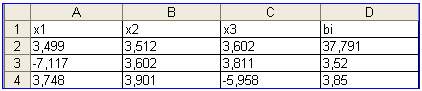 A B C D
1 x1 x2 x3 bi
2 3,499 3,512 3,602 37,791
3 -7,117 3,602 3,811 3,52
4 3,748 3,901 -5,958 3,85